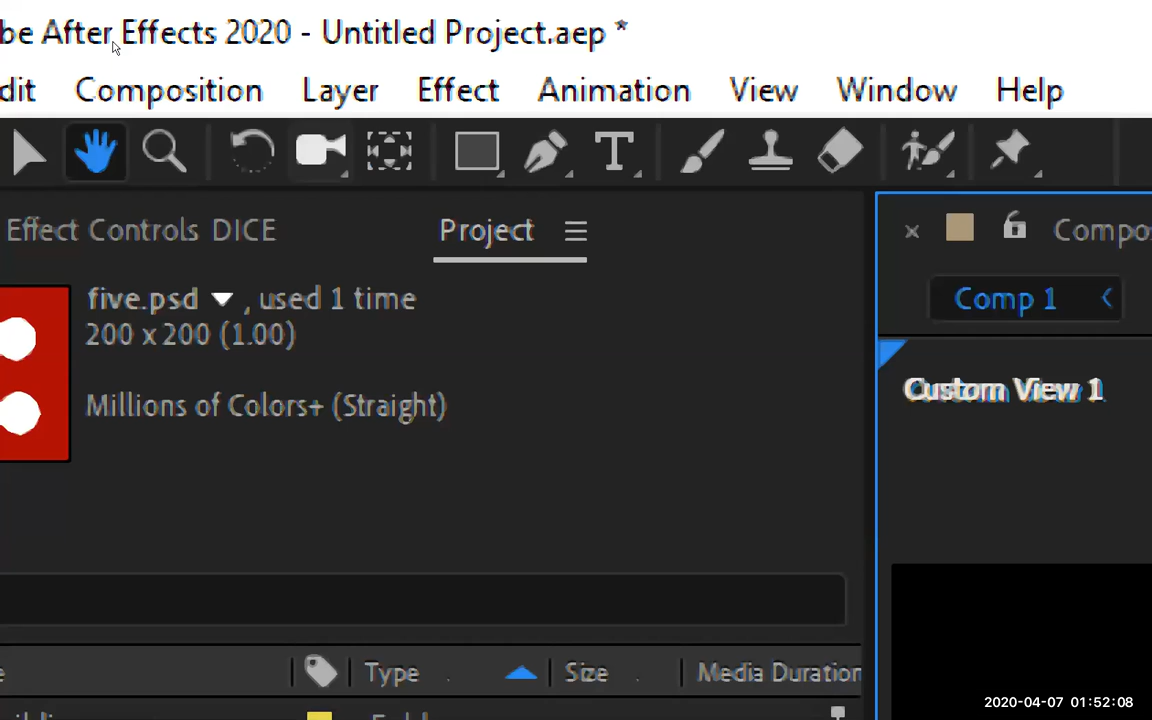 be After Effects 2020 - Untitled Project.aep *
dit Composition Layer Effect Animation View Window Help
Effect Controls DICE Project
five.psd , used 1 time
200 x 200 (1.00)
Millions of Colors+ (Straight)
Compo
Comp 1
Custom View 1
Type Size Media Duration
2020-04-07 01:52:08